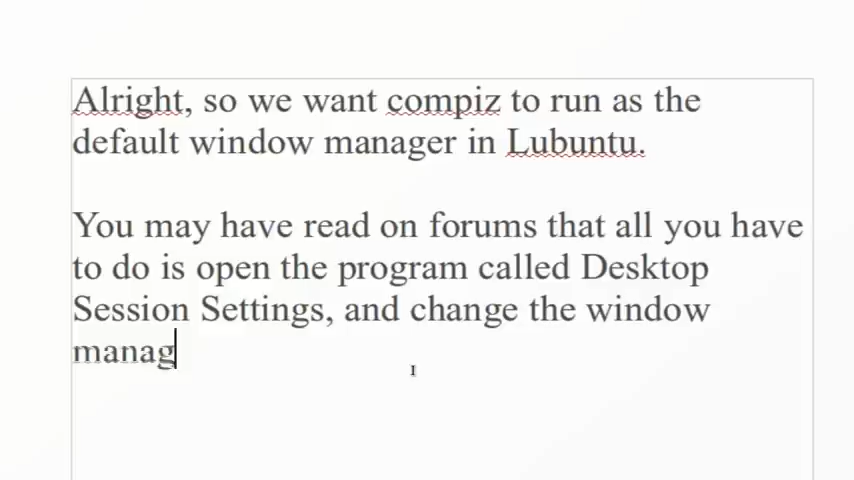 Alright, so we want compiz to run as the
default window manager in Lubuntu.
You may have read on forums that all you have
to do is open the program called Desktop
Session Settings, and change the window
manag